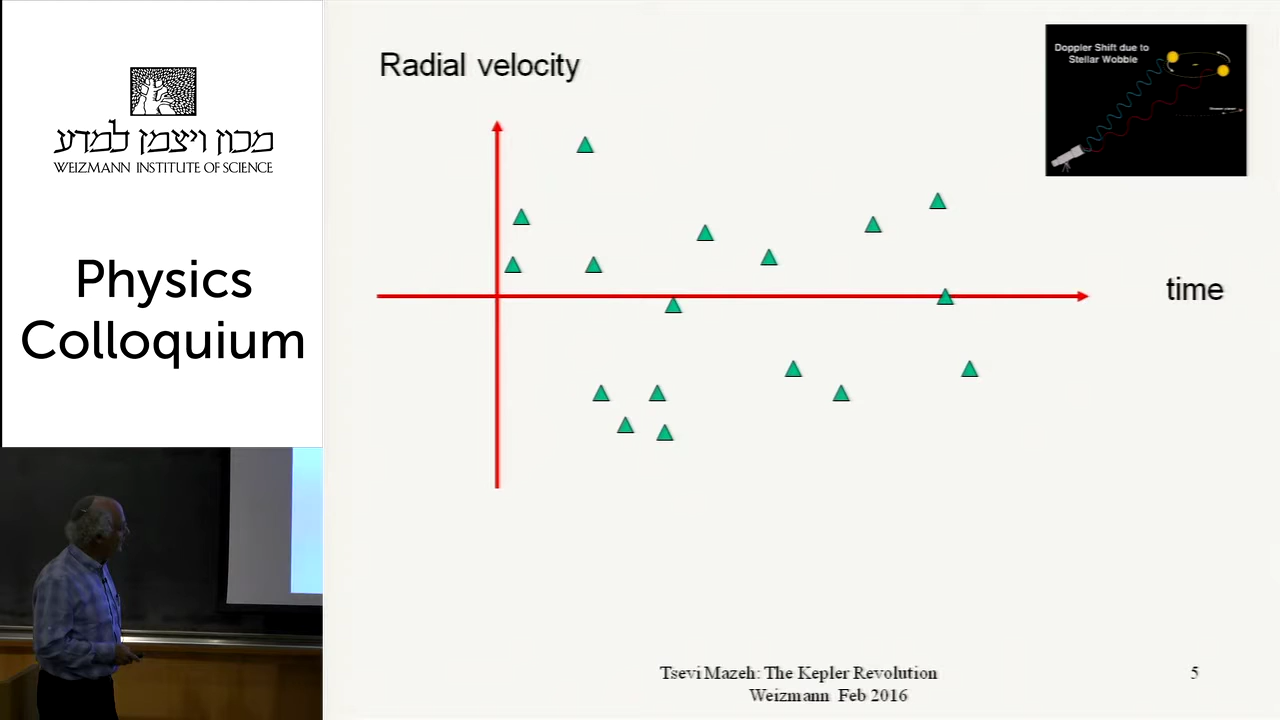 מכון ויצמן למדע
WEIZMANN INSTITUTE OF SCIENCE
Physics
Colloquium
Radial velocity
Doppler Shift due to
Stellar Wobble
time
Tsevi Mazeh: The Kepler Revolution
Weizmann Feb 2016
5